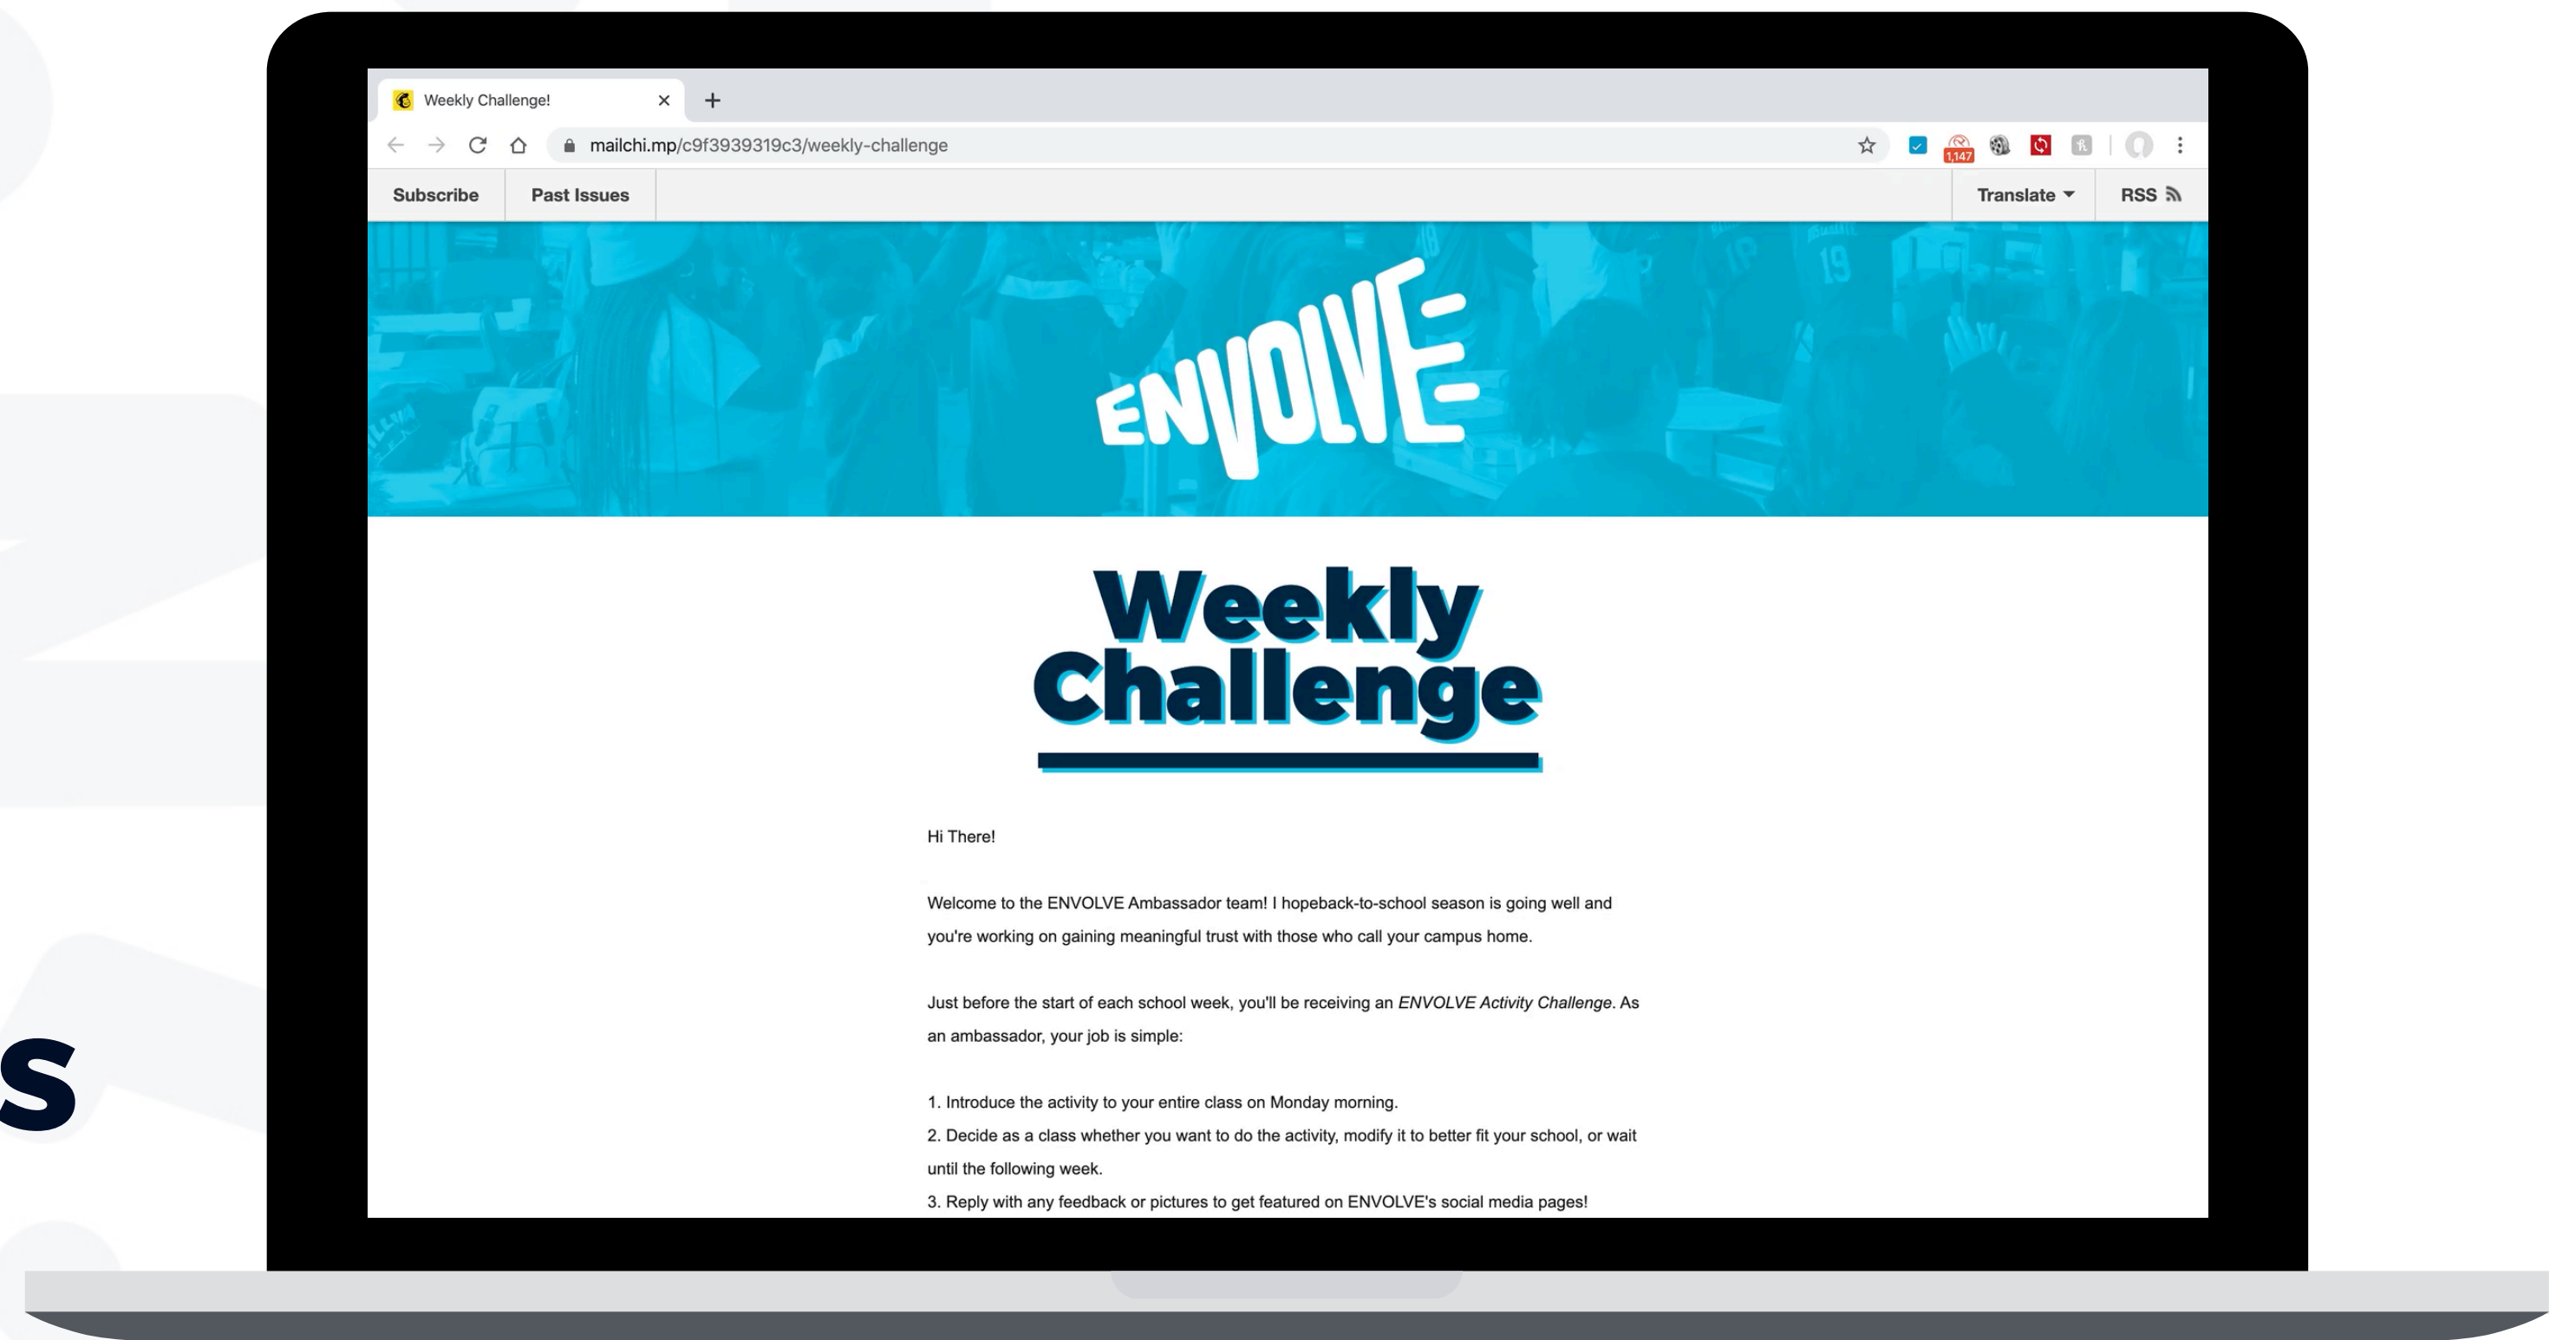 Weekly Challenge!
mailchi.mp/c9f3939319c3/weekly-challenge
1,147
Subscribe
Past Issues
Translate
RSS
18
19
ENVOLVE
Weekly
Challenge
Hi There!
Welcome to the ENVOLVE Ambassador team! I hopeback-to-school season is going well and
you're working on gaining meaningful trust with those who call your campus home.
Just before the start of each school week, you'll be receiving an ENVOLVE Activity Challenge. As
an ambassador, your job is simple:
1. Introduce the activity to your entire class on Monday morning.
2. Decide as a class whether you want to do the activity, modify it to better fit your school, or wait
until the following week.
3. Reply with any feedback or pictures to get featured on ENVOLVE's social media pages!
s